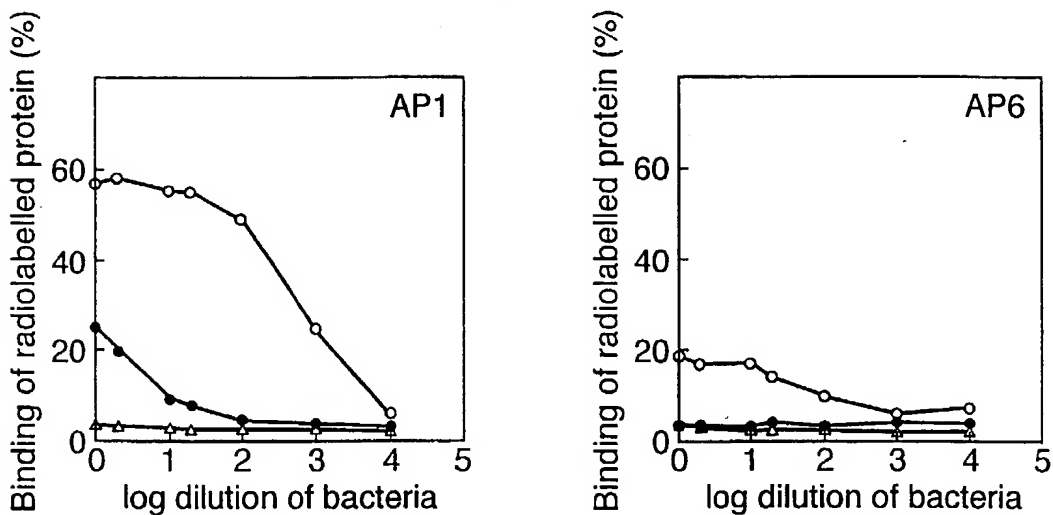 Binding of radiolabelled protein (%)
AP1
60
40
20
0
0 1 2 3 4 5
log dilution of bacteria
Binding of radiolabelled protein (%)
AP6
60
40
20
0
0 1 2 3 4 5
log dilution of bacteria